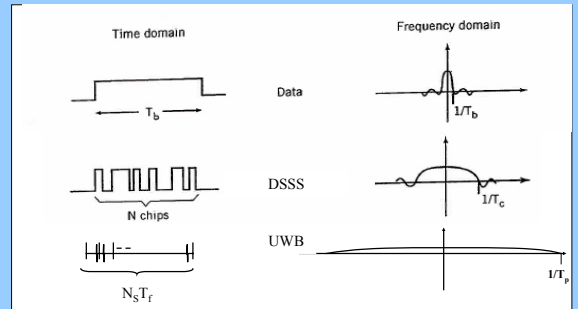 Time domain
Frequency domain
Data
T_b
1/T_b
DSSS
N chips
1/T_c
UWB
N_ST_f
1/T_p